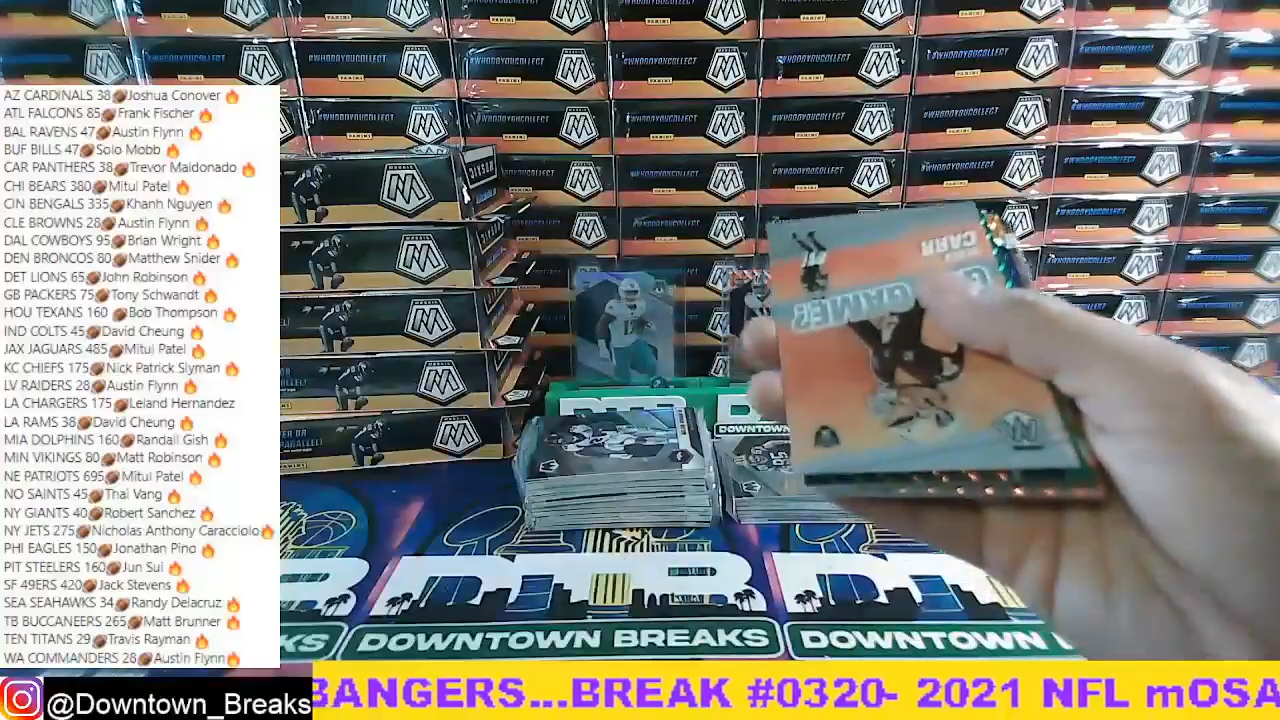 AZ CARDINALS 38🏈Joshua Conover 🔥
ATL FALCONS 85🏈Frank Fischer 🔥
BAL RAVENS 47🏈Austin Flynn 🔥
BUF BILLS 47🏈Solo Mobb 🔥
CAR PANTHERS 38🏈Trevor Maldonado 🔥
CHI BEARS 380🏈Mitul Patel 🔥
CIN BENGALS 335🏈Khanh Nguyen 🔥
CLE BROWNS 28🏈Austin Flynn 🔥
DAL COWBOYS 95🏈Brian Wright 🔥
DEN BRONCOS 80🏈Matthew Snider 🔥
DET LIONS 65🏈John Robinson 🔥
GB PACKERS 75🏈Tony Schwandt 🔥
HOU TEXANS 160 🏈Bob Thompson 🔥
IND COLTS 45🏈David Cheung🔥
JAX JAGUARS 485🏈Mitul Patel 🔥
KC CHIEFS 175🏈Nick Patrick Slyman 🔥
LV RAIDERS 28🏈Austin Flynn 🔥
LA CHARGERS 175🏈Leland Hernandez
LA RAMS 38🏈David Cheung🔥
MIA DOLPHINS 160🏈Randall Gish 🔥
MIN VIKINGS 80🏈Matt Robinson 🔥
NE PATRIOTS 695🏈Mitul Patel 🔥
NO SAINTS 45🏈Thai Vang 🔥
NY GIANTS 40🏈Robert Sanchez 🔥
NY JETS 275🏈Nicholas Anthony Caracciolo🔥
PHI EAGLES 150🏈Jonathan Pino 🔥
PIT STEELERS 160🏈Jun Sui 🔥
SF 49ERS 420🏈Jack Stevens 🔥
SEA SEAHAWKS 34🏈Randy Delacruz 🔥
TB BUCCANEERS 265🏈Matt Brunner 🔥
TEN TITANS 29🏈Travis Rayman 🔥
WA COMMANDERS 28🏈Austin Flynn🔥
@Downtown_Breaks
BANGERS...BREAK #0320- 2021 NFL mOSA
#WHODOYOUCOLLECT
PANINI
MOSAIC
CARR
GAMER
DTB
DOWNTOWN BREAKS
DOWNTOWN BREAKS